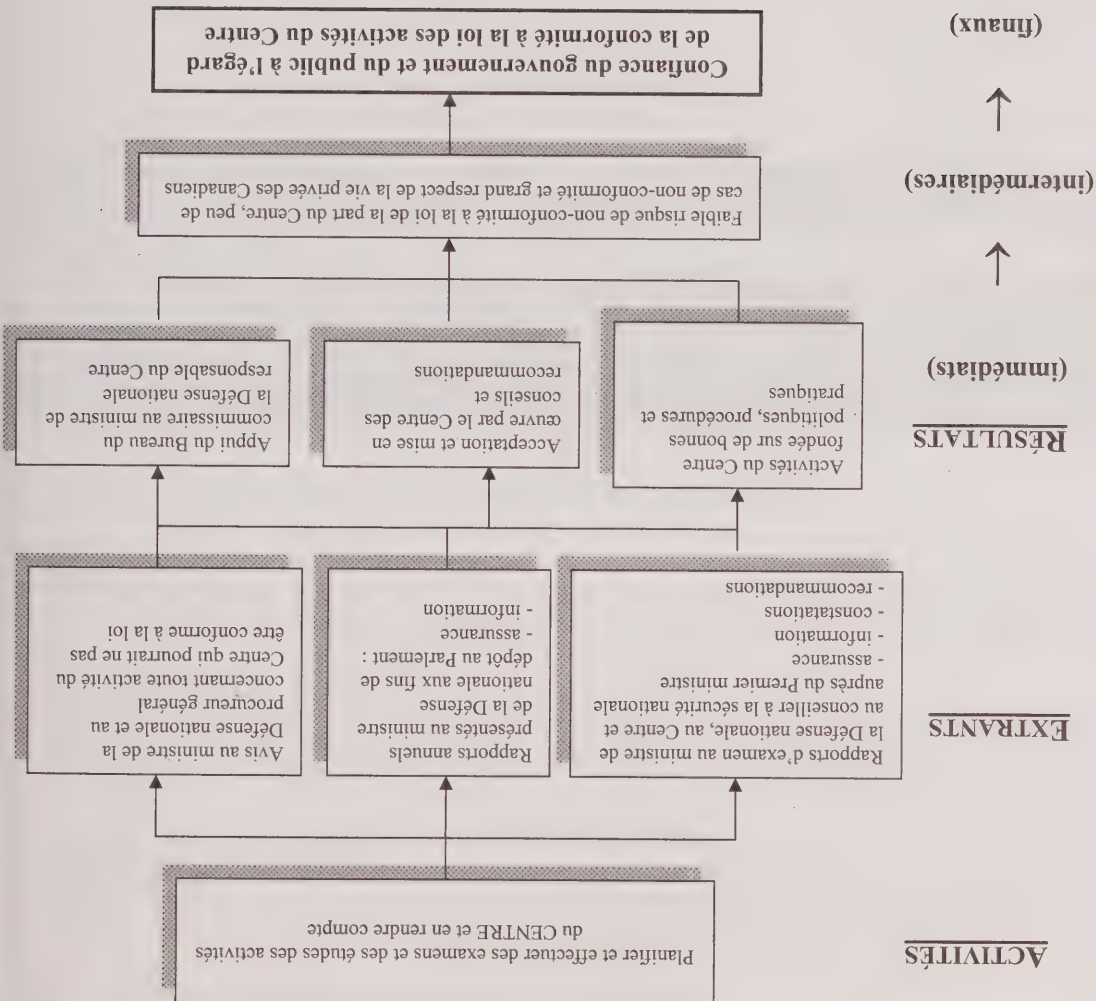 ACTIVITÉS
Planifier et effectuer des examens et des études des activités
du CENTRE et en rendre compte
EXTRANTS
Rapports d'examen au ministre de
la Défense nationale, au Centre et
au conseiller à la sécurité nationale
auprès du Premier ministre
- assurance
- information
- constatations
- recommandations
Rapports annuels
présentés au ministre
de la Défense
nationale aux fins de
dépôt au Parlement :
- assurance
- information
Avis au ministre de la
Défense nationale et au
procureur général
concernant toute activité du
Centre qui pourrait ne pas
être conforme à la loi
RÉSULTATS
(immédiats)
Activités du Centre
fondée sur de bonnes
politiques, procédures et
pratiques
Acceptation et mise en
œuvre par le Centre des
conseils et
recommandations
Appui du Bureau du
commissaire au ministre de
la Défense nationale
responsable du Centre
(intermédiaires)
Faible risque de non-conformité à la loi de la part du Centre, peu de
cas de non-conformité et grand respect de la vie privée des Canadiens
(finaux)
Confiance du gouvernement et du public à l'égard
de la conformité à la loi des activités du Centre